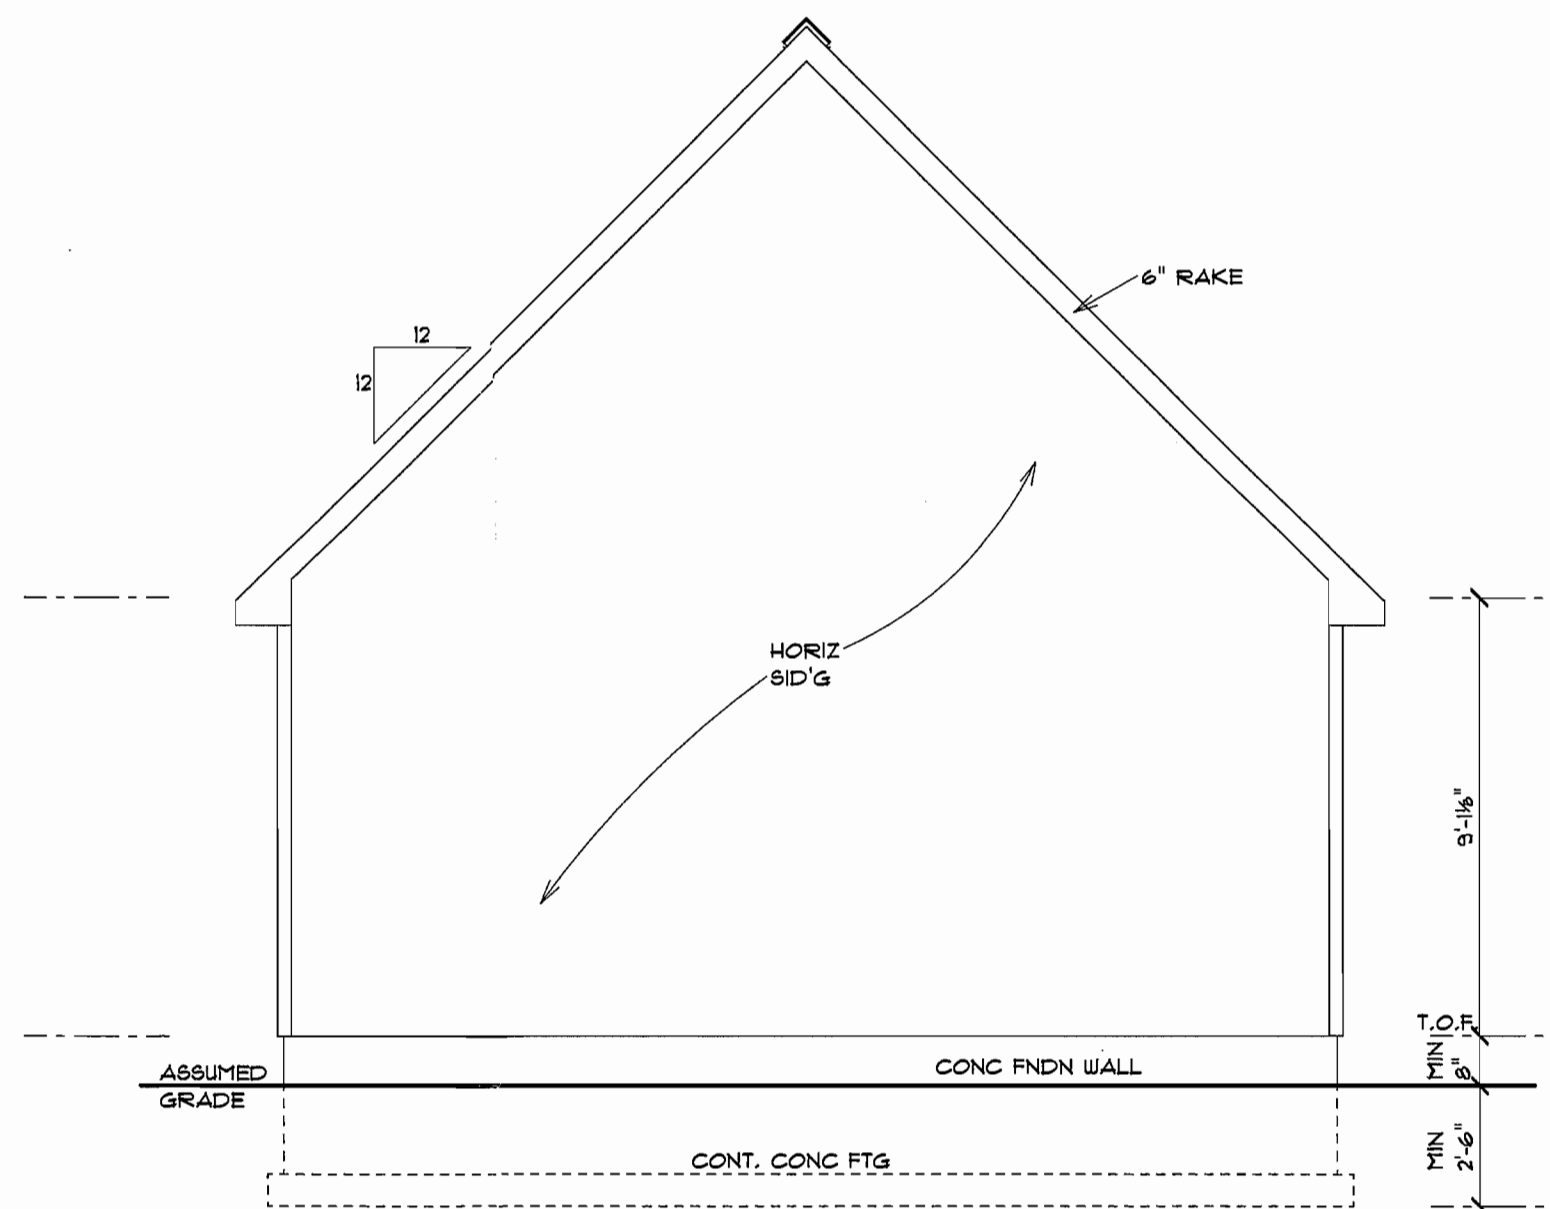 6" RAKE
12
12
HORIZ
SID'G
9'-1⅛"
T.O.F.
MIN
8"
CONC FNDN WALL
ASSUMED
GRADE
CONT. CONC FTG
MIN
2'-6"